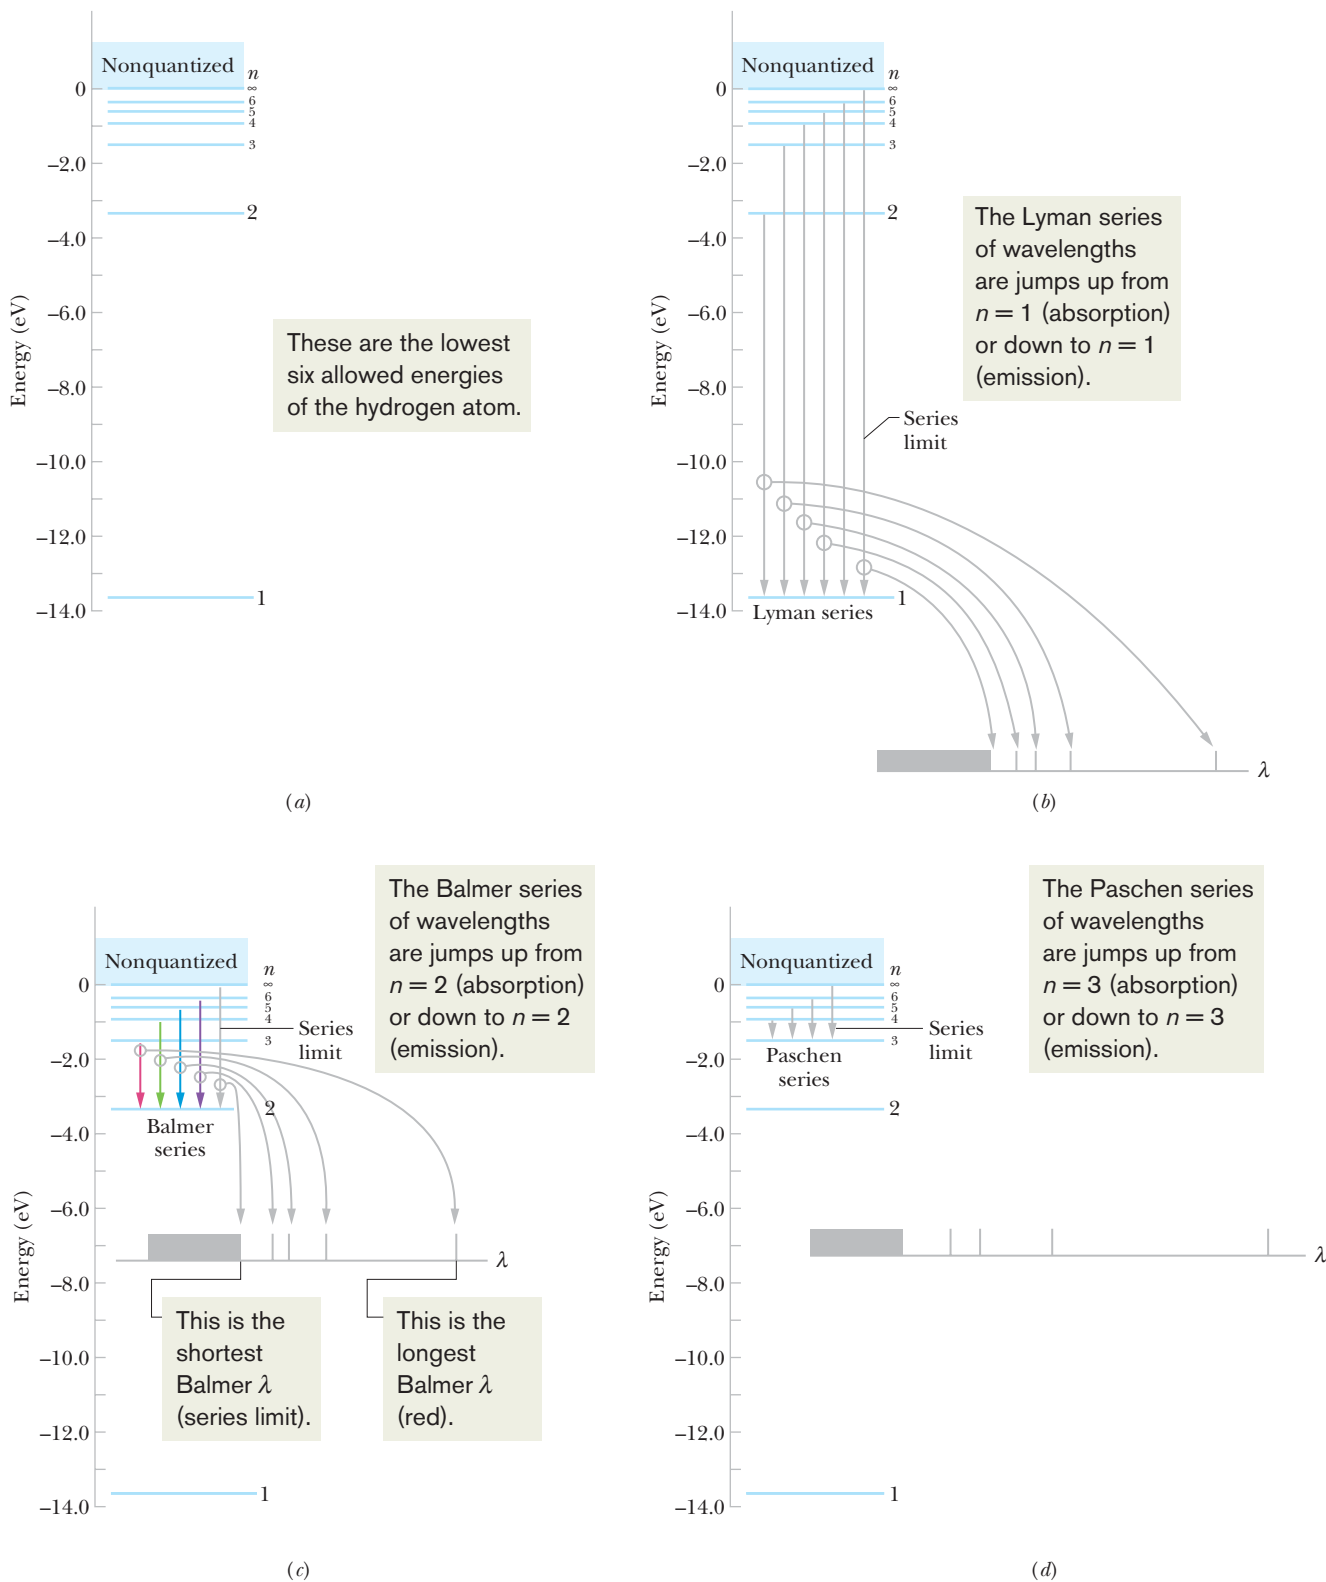 Nonquantized
n
∞
6
5
4
3
2
1
0
–2.0
–4.0
–6.0
–8.0
–10.0
–12.0
–14.0
Energy (eV)
These are the lowest
six allowed energies
of the hydrogen atom.
(a)
Nonquantized
n
∞
6
5
4
3
2
1
0
–2.0
–4.0
–6.0
–8.0
–10.0
–12.0
–14.0
Energy (eV)
The Lyman series
of wavelengths
are jumps up from
n = 1 (absorption)
or down to n = 1
(emission).
Series
limit
Lyman series
λ
(b)
The Balmer series
of wavelengths
are jumps up from
n = 2 (absorption)
or down to n = 2
(emission).
Nonquantized
n
∞
6
5
4
3
2
1
0
–2.0
–4.0
–6.0
–8.0
–10.0
–12.0
–14.0
Energy (eV)
Series
limit
Balmer
series
λ
This is the
shortest
Balmer λ
(series limit).
This is the
longest
Balmer λ
(red).
(c)
The Paschen series
of wavelengths
are jumps up from
n = 3 (absorption)
or down to n = 3
(emission).
Nonquantized
n
∞
6
5
4
3
2
1
0
–2.0
–4.0
–6.0
–8.0
–10.0
–12.0
–14.0
Energy (eV)
Series
limit
Paschen
series
λ
(d)